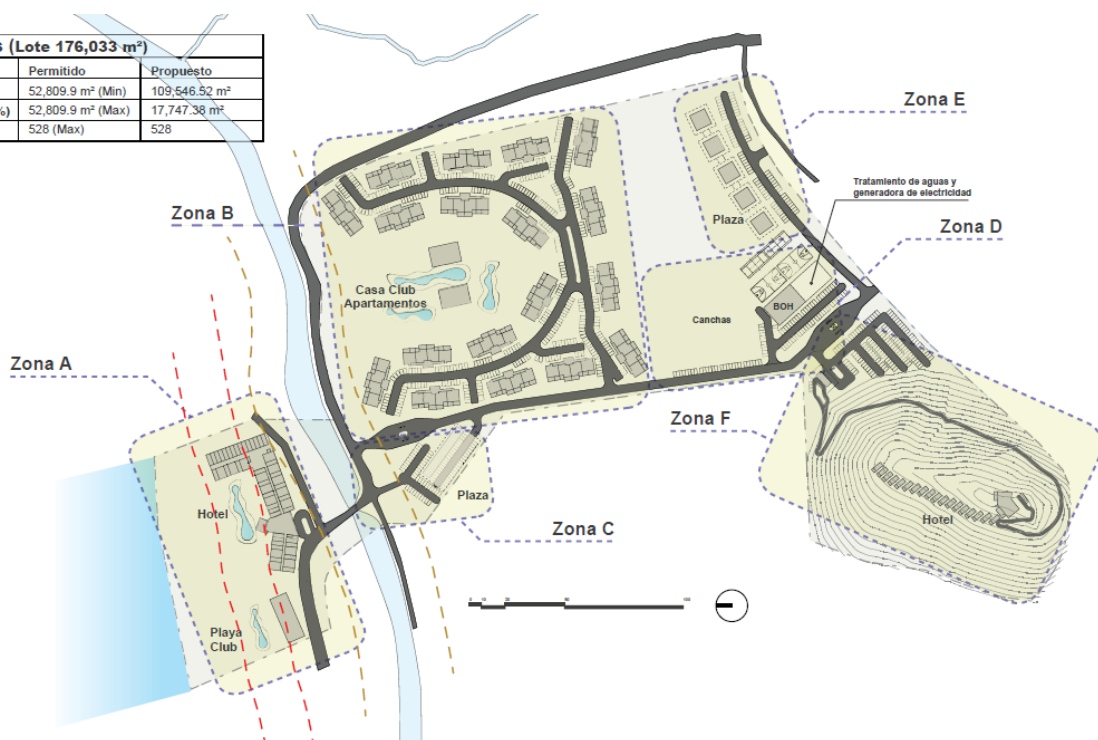 s (Lote 176,033 m²)
Permitido Propuesto
52,809.9 m² (Min) 109,546.52 m²
%) 52,809.9 m² (Max) 17,747.38 m²
528 (Max) 528
Zona E
Tratamiento de aguas y
generadora de electricidad
Zona B
Plaza
Zona D
Casa Club
Apartamentos
BOH
Canchas
Zona A
Zona F
Plaza
Hotel
Hotel
Zona C
Playa
Club